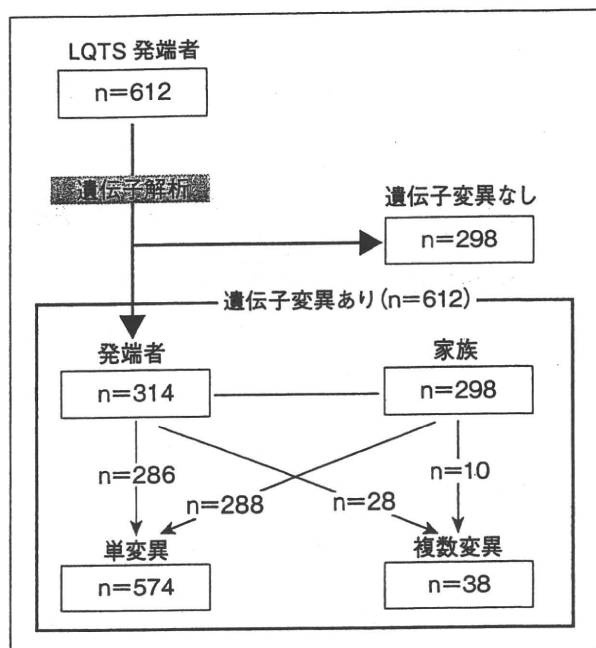 LQTS 発端者
n=612
遺伝子解析
遺伝子変異なし
n=298
遺伝子変異あり(n=612)
発端者
家族
n=314
n=298
n=286
n=288
n=28
n=10
単変異
複数変異
n=574
n=38